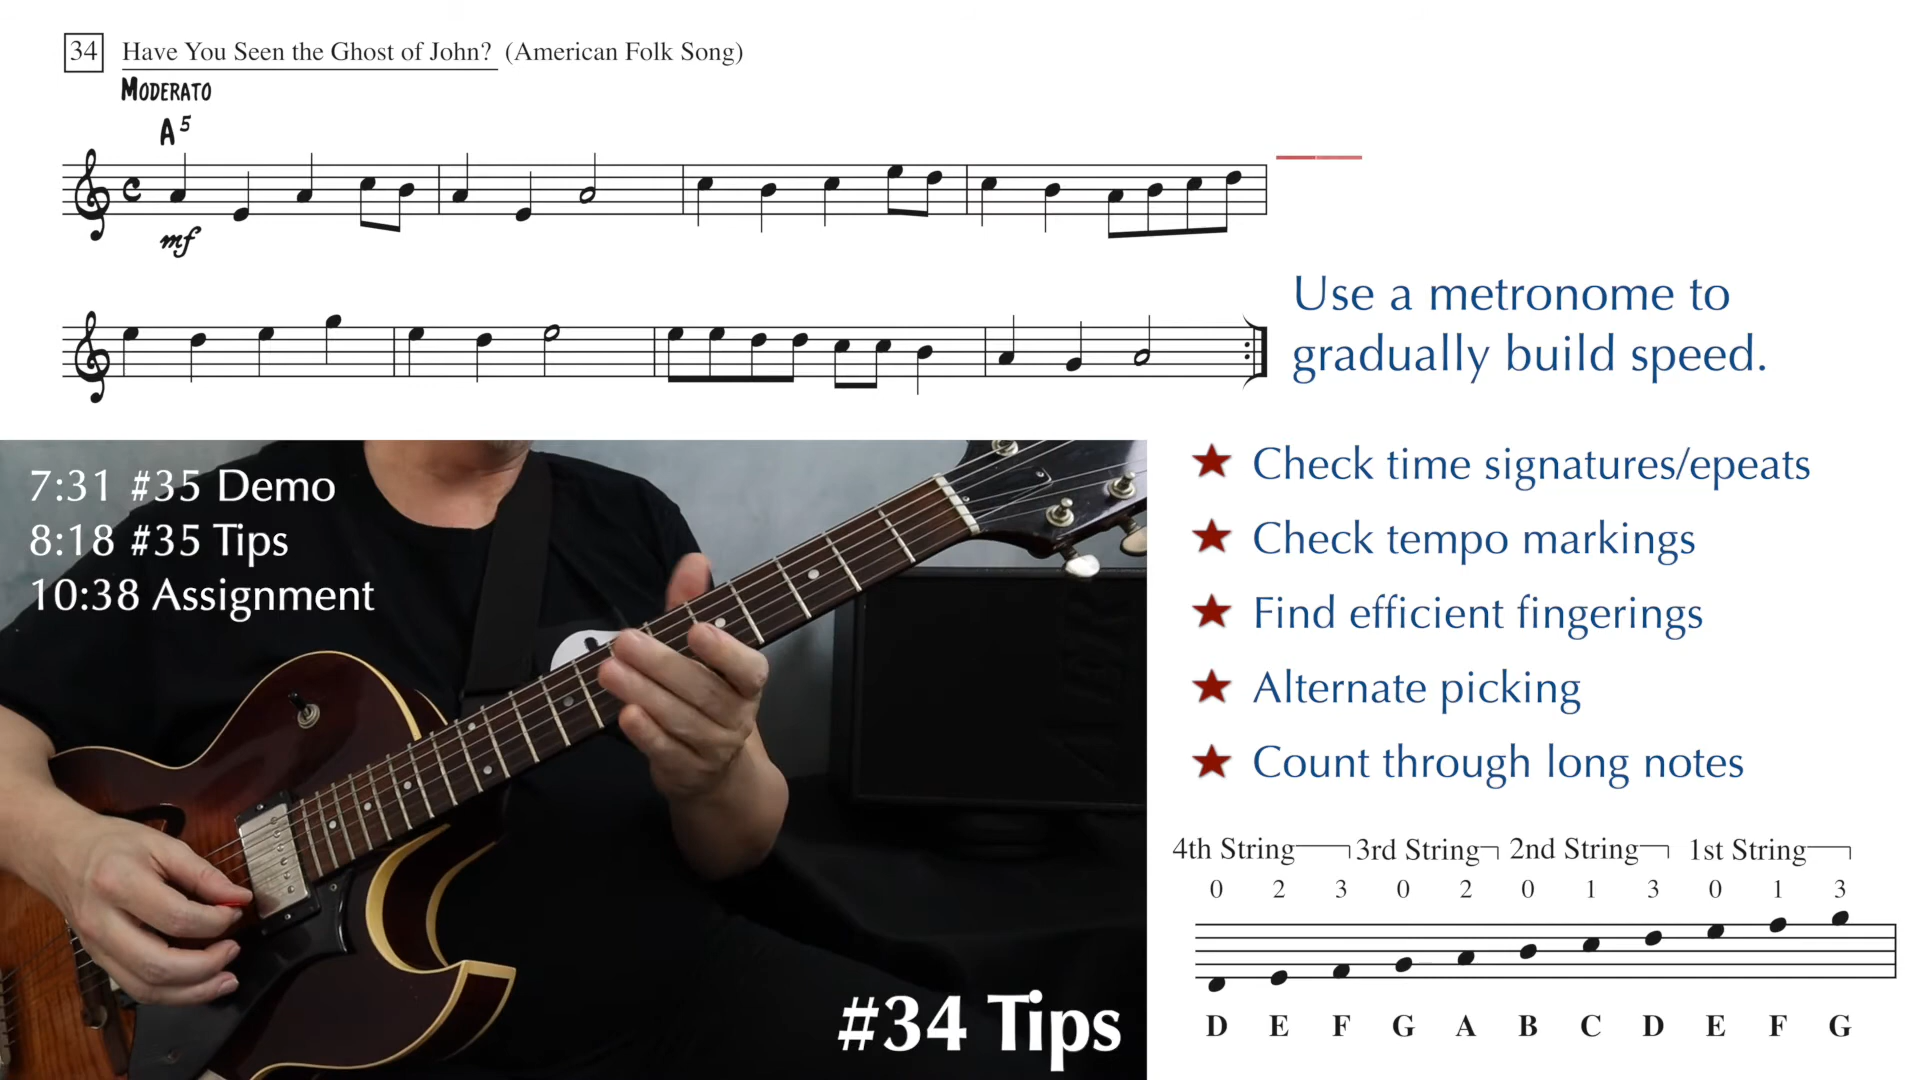 34 Have You Seen the Ghost of John? (American Folk Song)
MODERATO
A5
mf
Use a metronome to
gradually build speed.
7:31 #35 Demo
8:18 #35 Tips
10:38 Assignment
★ Check time signatures/epeats
★ Check tempo markings
★ Find efficient fingerings
★ Alternate picking
★ Count through long notes
#34 Tips
4th String 3rd String 2nd String 1st String
0 2 3 0 2 0 1 3 0 1 3
D E F G A B C D E F G